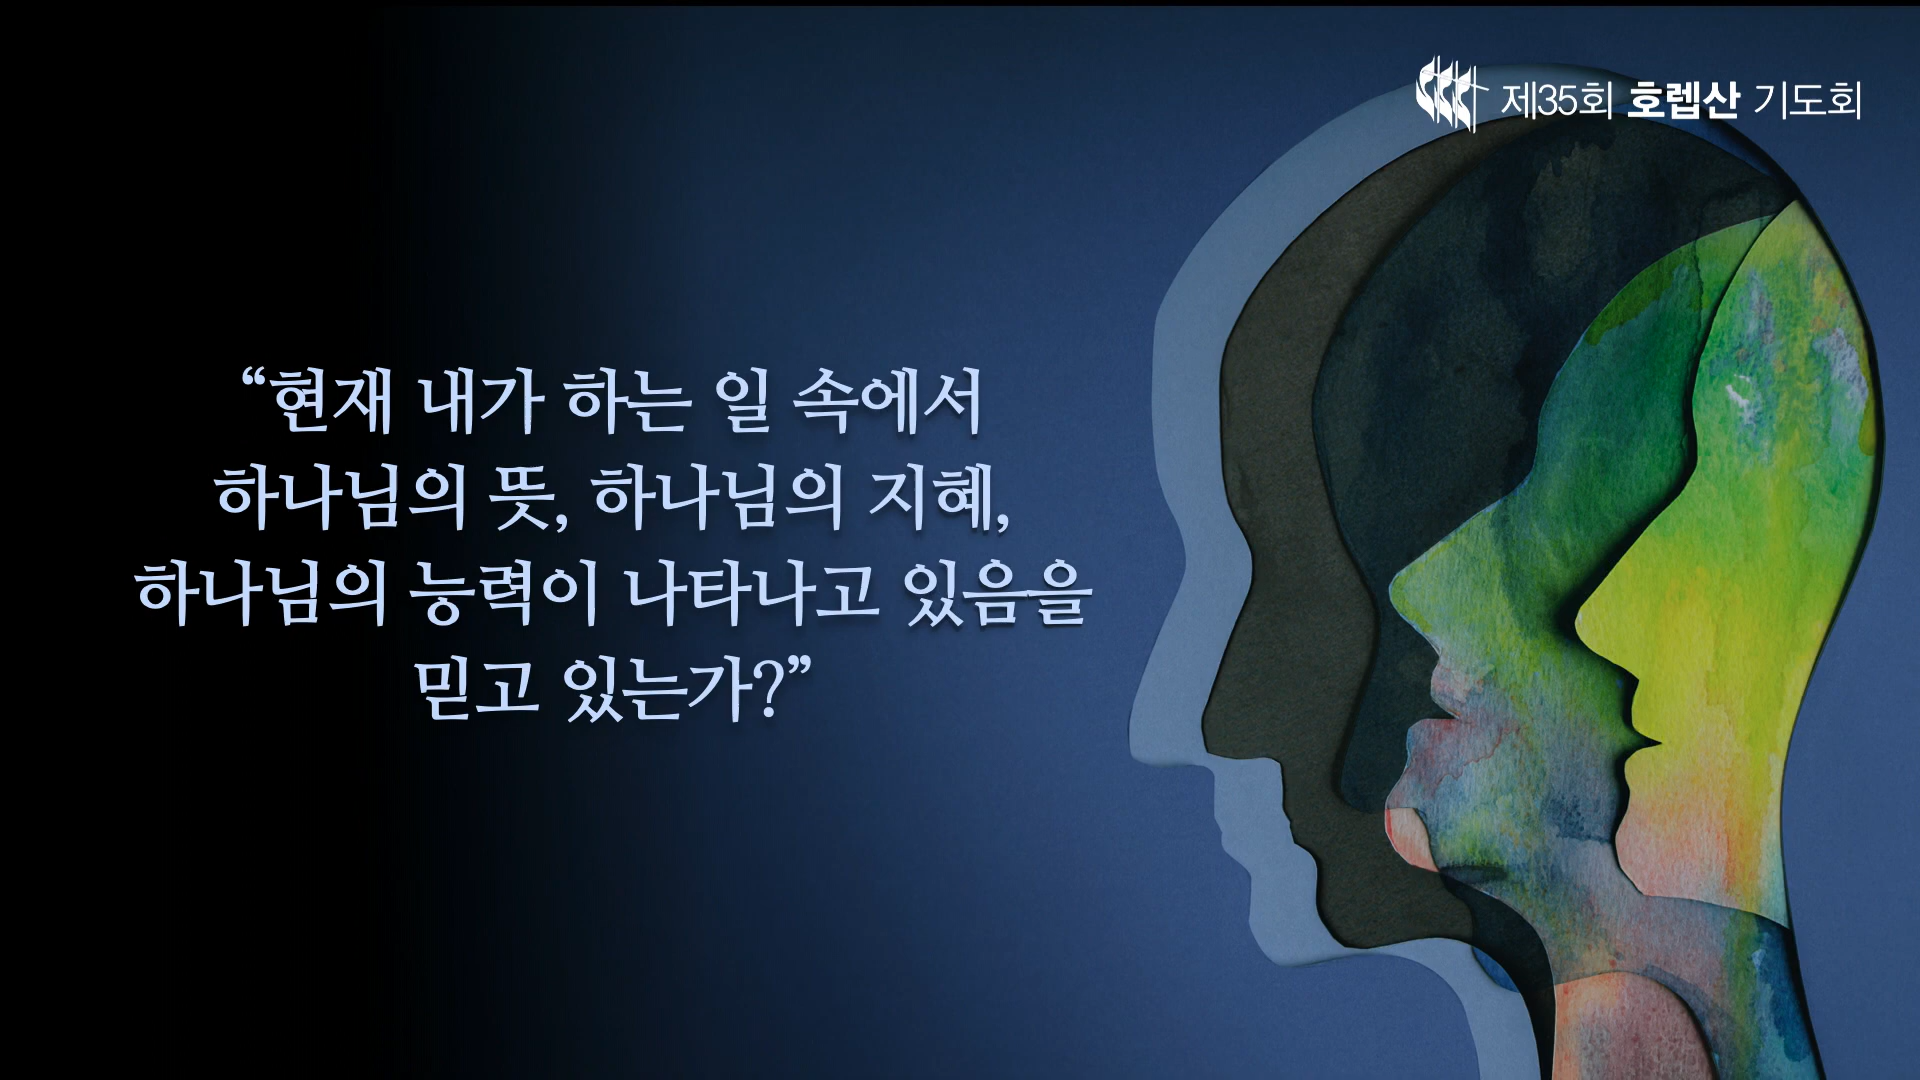 제35회 호렙산 기도회
“현재 내가 하는 일 속에서
하나님의 뜻, 하나님의 지혜,
하나님의 능력이 나타나고 있음을
믿고 있는가?”